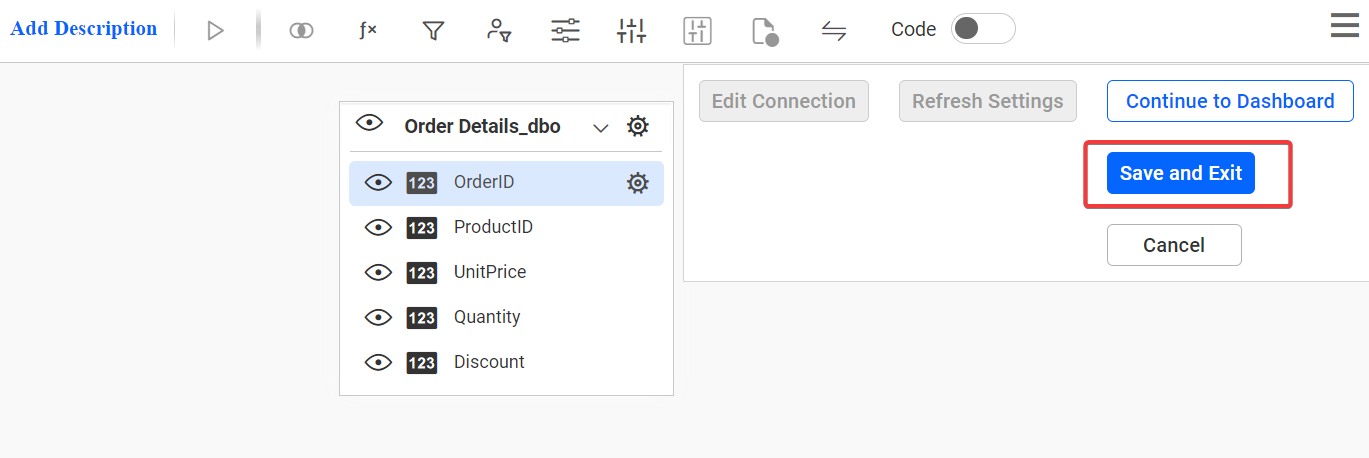 Add Description
ƒ×
Code
Edit Connection Refresh Settings Continue to Dashboard
Order Details_dbo
Save and Exit
123 OrderID
123 ProductID
Cancel
123 UnitPrice
123 Quantity
123 Discount